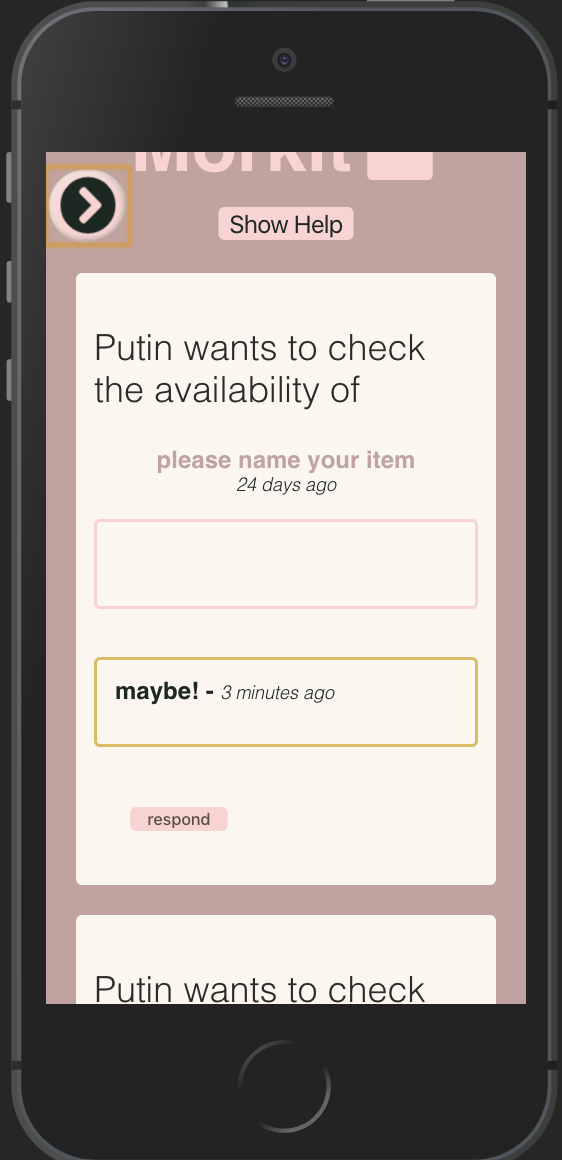 Morkit
Show Help
Putin wants to check
the availability of
please name your item
24 days ago
maybe! - 3 minutes ago
respond
Putin wants to check